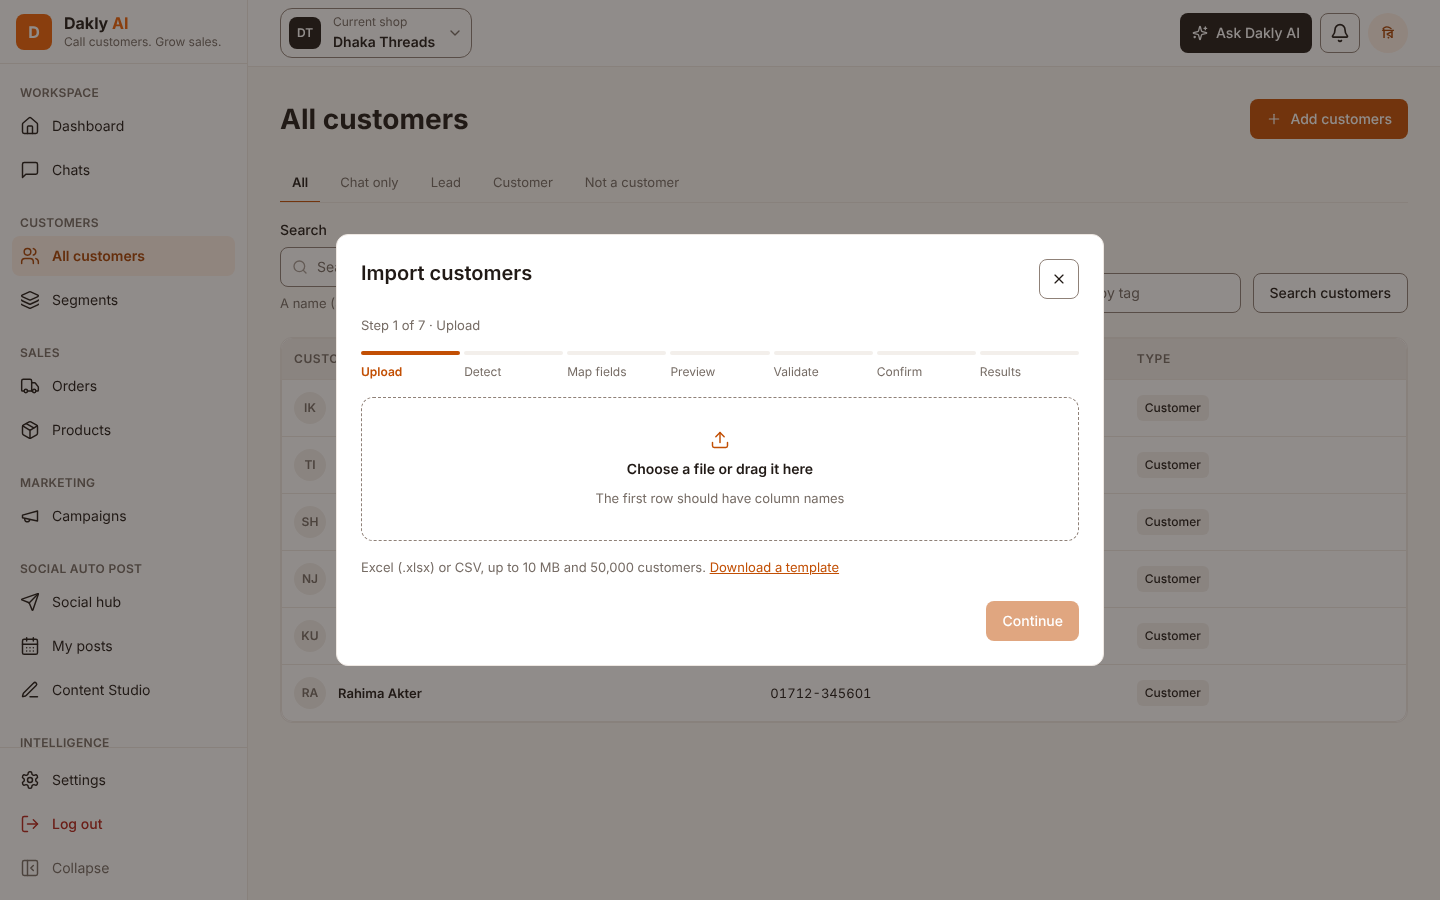 D
Dakly AI
Call customers. Grow sales.
DT
Current shop
Dhaka Threads
Ask Dakly AI
রি
WORKSPACE
Dashboard
Chats
CUSTOMERS
All customers
Segments
SALES
Orders
Products
MARKETING
Campaigns
SOCIAL AUTO POST
Social hub
My posts
Content Studio
INTELLIGENCE
Settings
Log out
Collapse
All customers
Add customers
All
Chat only
Lead
Customer
Not a customer
Search
Sea
by tag
Search customers
A name (
CUSTO
TYPE
IK
Customer
TI
Customer
SH
Customer
NJ
Customer
KU
Customer
RA
Rahima Akter
01712-345601
Customer
Import customers
Step 1 of 7 · Upload
Upload
Detect
Map fields
Preview
Validate
Confirm
Results
Choose a file or drag it here
The first row should have column names
Excel (.xlsx) or CSV, up to 10 MB and 50,000 customers. Download a template
Continue